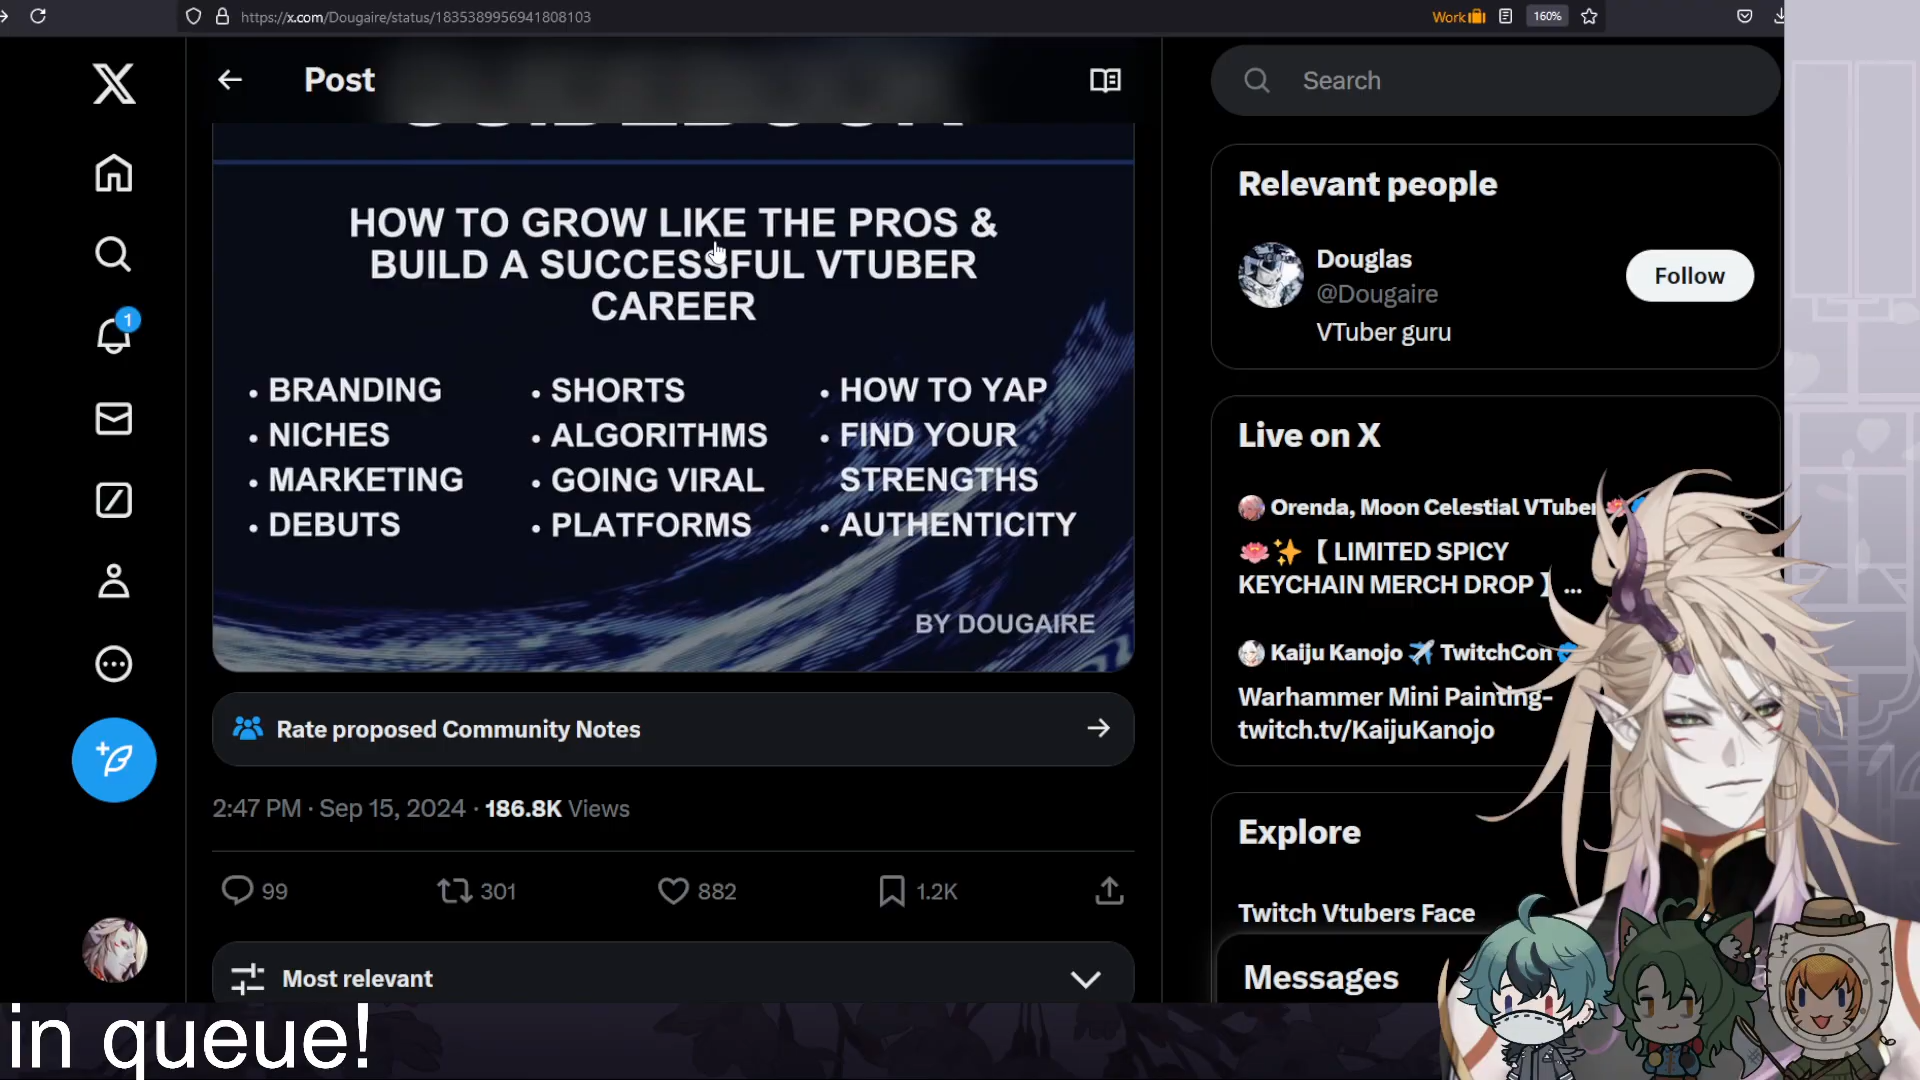 https://x.com/Dougaire/status/1835389956941808103
Work
160%
Post
HOW TO GROW LIKE THE PROS &
BUILD A SUCCESSFUL VTUBER
CAREER
• BRANDING
• NICHES
• MARKETING
• DEBUTS
• SHORTS
• ALGORITHMS
• GOING VIRAL
• PLATFORMS
• HOW TO YAP
• FIND YOUR
STRENGTHS
• AUTHENTICITY
BY DOUGAIRE
Rate proposed Community Notes
2:47 PM · Sep 15, 2024 · 186.8K Views
99
301
882
1.2K
Most relevant
1
Search
Relevant people
Douglas
@Dougaire
VTuber guru
Follow
Live on X
Orenda, Moon Celestial VTuber
🪷✨【 LIMITED SPICY
KEYCHAIN MERCH DROP 】 ...
Kaiju Kanojo ✈️ TwitchCon
Warhammer Mini Painting-
twitch.tv/KaijuKanojo
Explore
Twitch Vtubers Face
Messages
in queue!